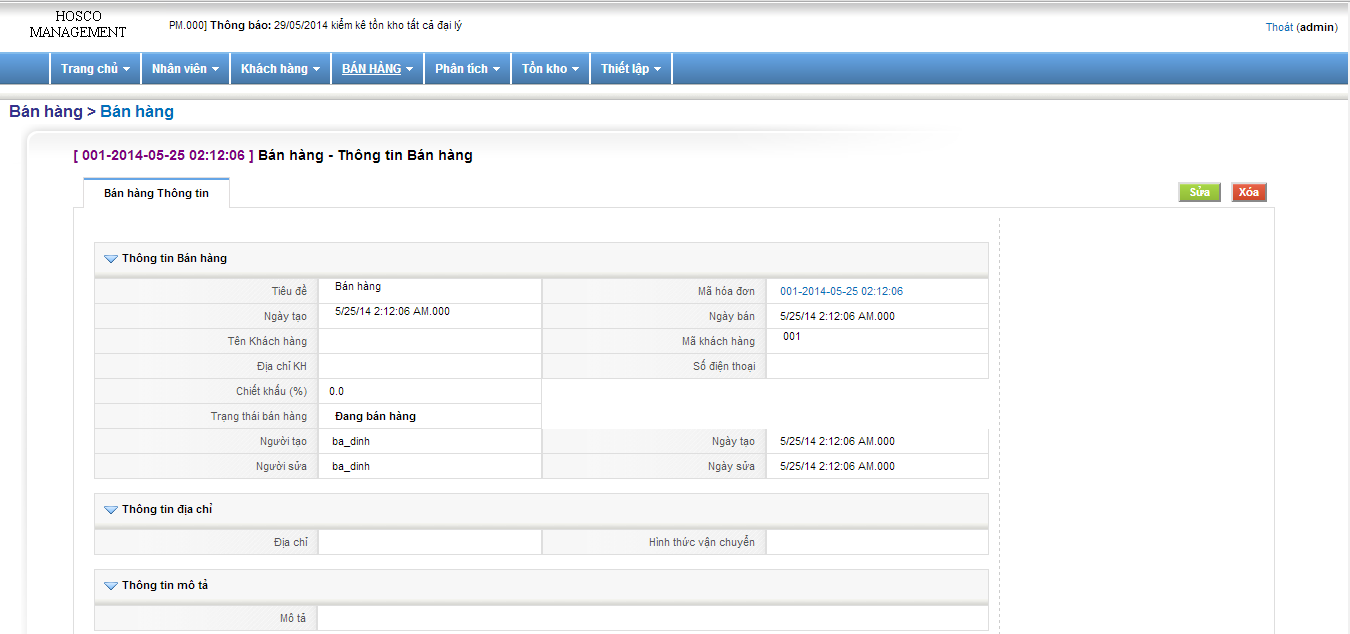 HOSCO
MANAGEMENT
PM.000] Thông báo: 29/05/2014 kiểm kê tồn kho tất cả đại lý
Thoát (admin)
Trang chủ Nhân viên Khách hàng BÁN HÀNG Phân tích Tồn kho Thiết lập
Bán hàng > Bán hàng
[ 001-2014-05-25 02:12:06 ] Bán hàng - Thông tin Bán hàng
Bán hàng Thông tin
Sửa Xóa
Thông tin Bán hàng
Tiêu đề Bán hàng Mã hóa đơn 001-2014-05-25 02:12:06
Ngày tạo 5/25/14 2:12:06 AM.000 Ngày bán 5/25/14 2:12:06 AM.000
Tên Khách hàng Mã khách hàng 001
Địa chỉ KH Số điện thoại
Chiết khấu (%) 0.0
Trạng thái bán hàng Đang bán hàng
Người tạo ba_dinh Ngày tạo 5/25/14 2:12:06 AM.000
Người sửa ba_dinh Ngày sửa 5/25/14 2:12:06 AM.000
Thông tin địa chỉ
Địa chỉ Hình thức vận chuyển
Thông tin mô tả
Mô tả